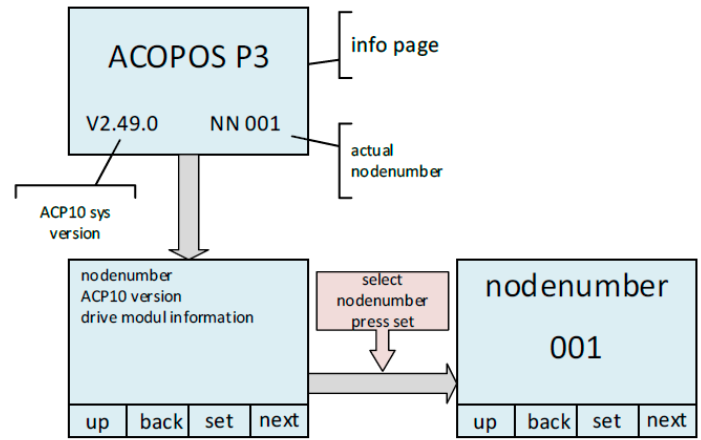 ACOPOS P3
info page
V2.49.0 NN 001
actual
nodenumber
ACP10 sys
version
nodenumber
ACP10 version
drive modul information
up back set next
select
nodenumber
press set
nodenumber
001
up back set next